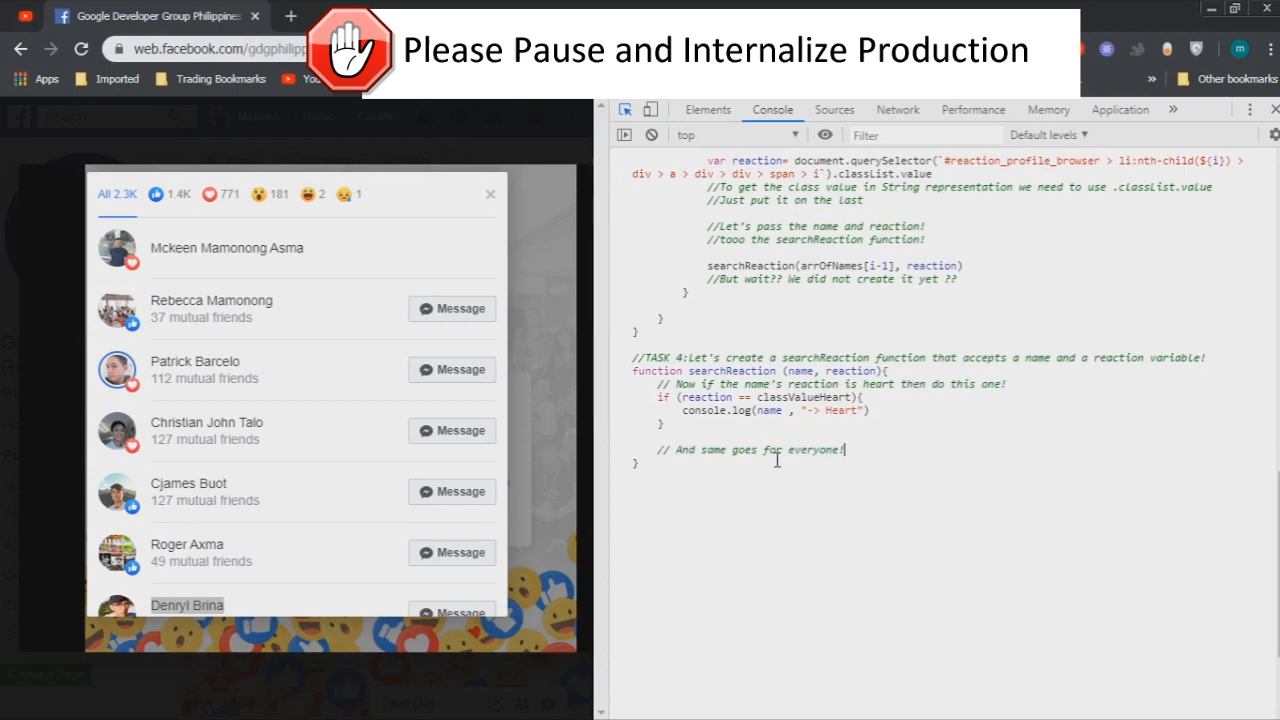 Google Developer Group Philippines
Please Pause and Internalize Production
web.facebook.com/gdgphilipp
m
Apps
Imported
Trading Bookmarks
You
»
Other bookmarks
Search
Mckeen
Home
Create
All 2.3K
1.4K
771
181
2
1
Mckeen Mamonong Asma
Rebecca Mamonong
37 mutual friends
Message
Patrick Barcelo
112 mutual friends
Message
Christian John Talo
127 mutual friends
Message
Cjames Buot
127 mutual friends
Message
Roger Axma
49 mutual friends
Message
Denryl Brina
Message
Create a Page
Chat (32)
Elements
Console
Sources
Network
Performance
Memory
Application
»
top
Filter
Default levels
var reaction= document.querySelector(`#reaction_profile_browser > li:nth-child(${i}) >
div > a > div > div > span > i`).classList.value
//To get the class value in String representation we need to use .classList.value
//Just put it on the last
//Let's pass the name and reaction!
//tooo the searchReaction function!
searchReaction(arrOfNames[i-1], reaction)
//But wait?? We did not create it yet ??
}
}
}
//TASK 4:Let's create a searchReaction function that accepts a name and a reaction variable!
function searchReaction (name, reaction){
// Now if the name's reaction is heart then do this one!
if (reaction == classValueHeart){
console.log(name , "-> Heart")
}
// And same goes for everyone!
}